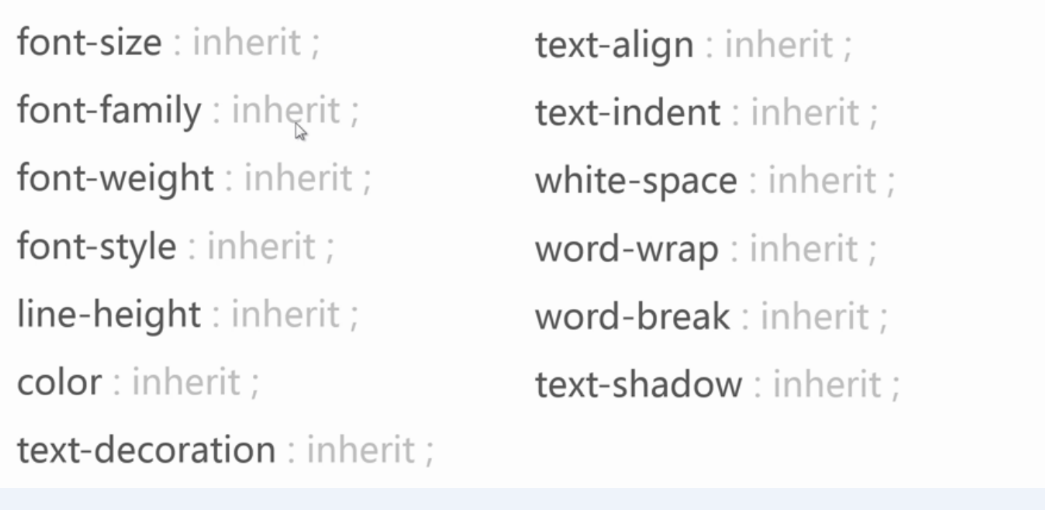 font-size : inherit ;
font-family : inherit ;
font-weight : inherit ;
font-style : inherit ;
line-height : inherit ;
color : inherit ;
text-decoration : inherit ;
text-align : inherit ;
text-indent : inherit ;
white-space : inherit ;
word-wrap : inherit ;
word-break : inherit ;
text-shadow : inherit ;